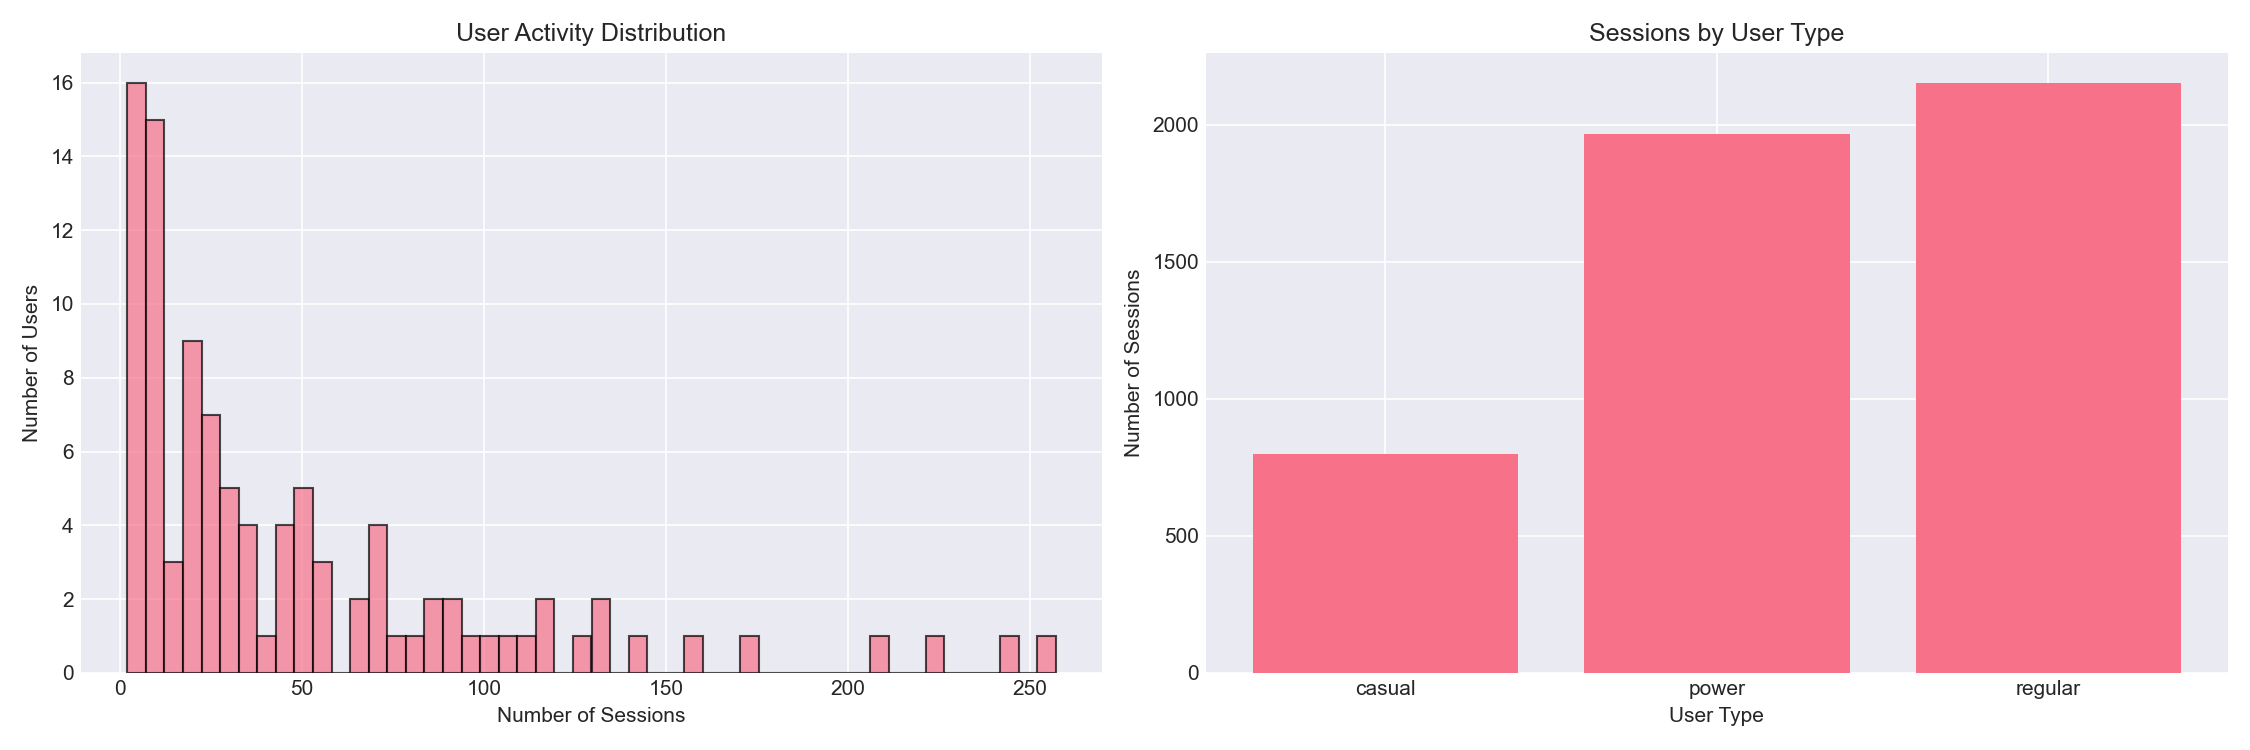 User Activity Distribution
Number of Users
16
14
12
10
8
6
4
2
0
0 50 100 150 200 250
Number of Sessions
Sessions by User Type
Number of Sessions
2000
1500
1000
500
0
casual power regular
User Type